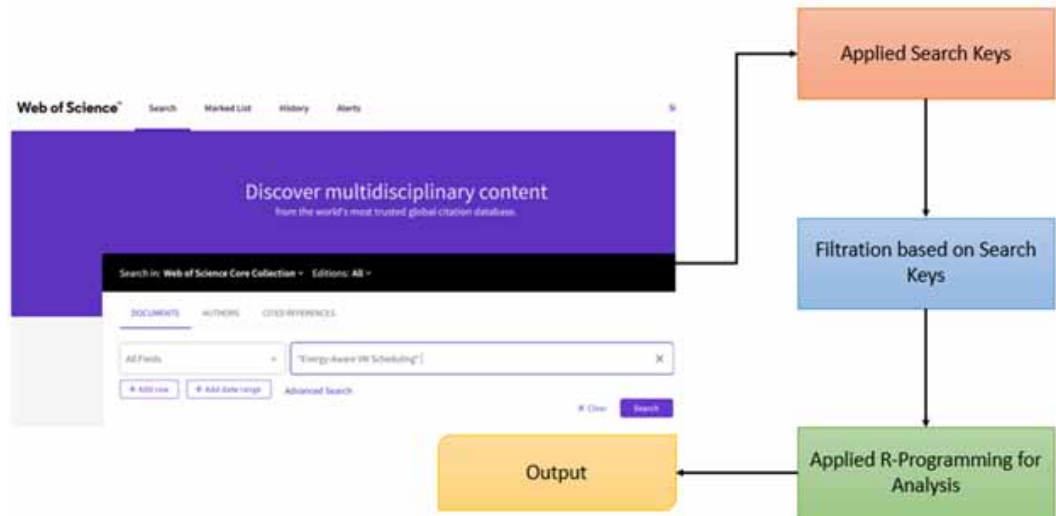 Web of Science™ Search Marked List History Alerts
Discover multidisciplinary content
from the world's most trusted global citation database.
Search in: Web of Science Core Collection Editions: All
DOCUMENTS AUTHORS CITED REFERENCES
All Fields "Energy-Aware VM Scheduling" X
+ Add row + Add date range Advanced Search
X Clear Search
Applied Search Keys
Filtration based on Search
Keys
Applied R-Programming for
Analysis
Output